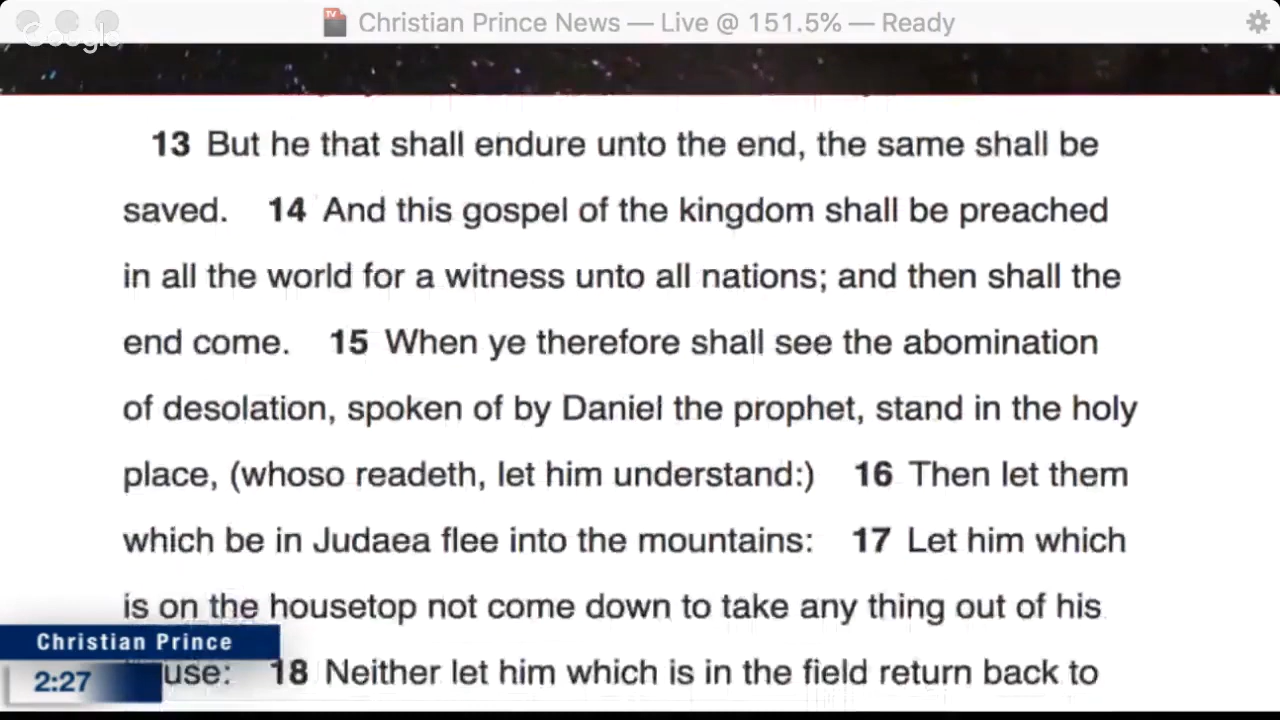 Christian Prince News — Live @ 151.5% — Ready
Google
13 But he that shall endure unto the end, the same shall be
saved. 14 And this gospel of the kingdom shall be preached
in all the world for a witness unto all nations; and then shall the
end come. 15 When ye therefore shall see the abomination
of desolation, spoken of by Daniel the prophet, stand in the holy
place, (whoso readeth, let him understand:) 16 Then let them
which be in Judaea flee into the mountains: 17 Let him which
is on the housetop not come down to take any thing out of his
use: 18 Neither let him which is in the field return back to
Christian Prince
2:27